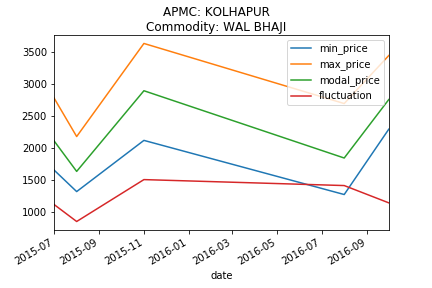 APMC: KOLHAPUR
Commodity: WAL BHAJI
min_price
max_price
modal_price
fluctuation
3500
3000
2500
2000
1500
1000
2015-07
2015-09
2015-11
2016-01
2016-03
2016-05
2016-07
2016-09
date